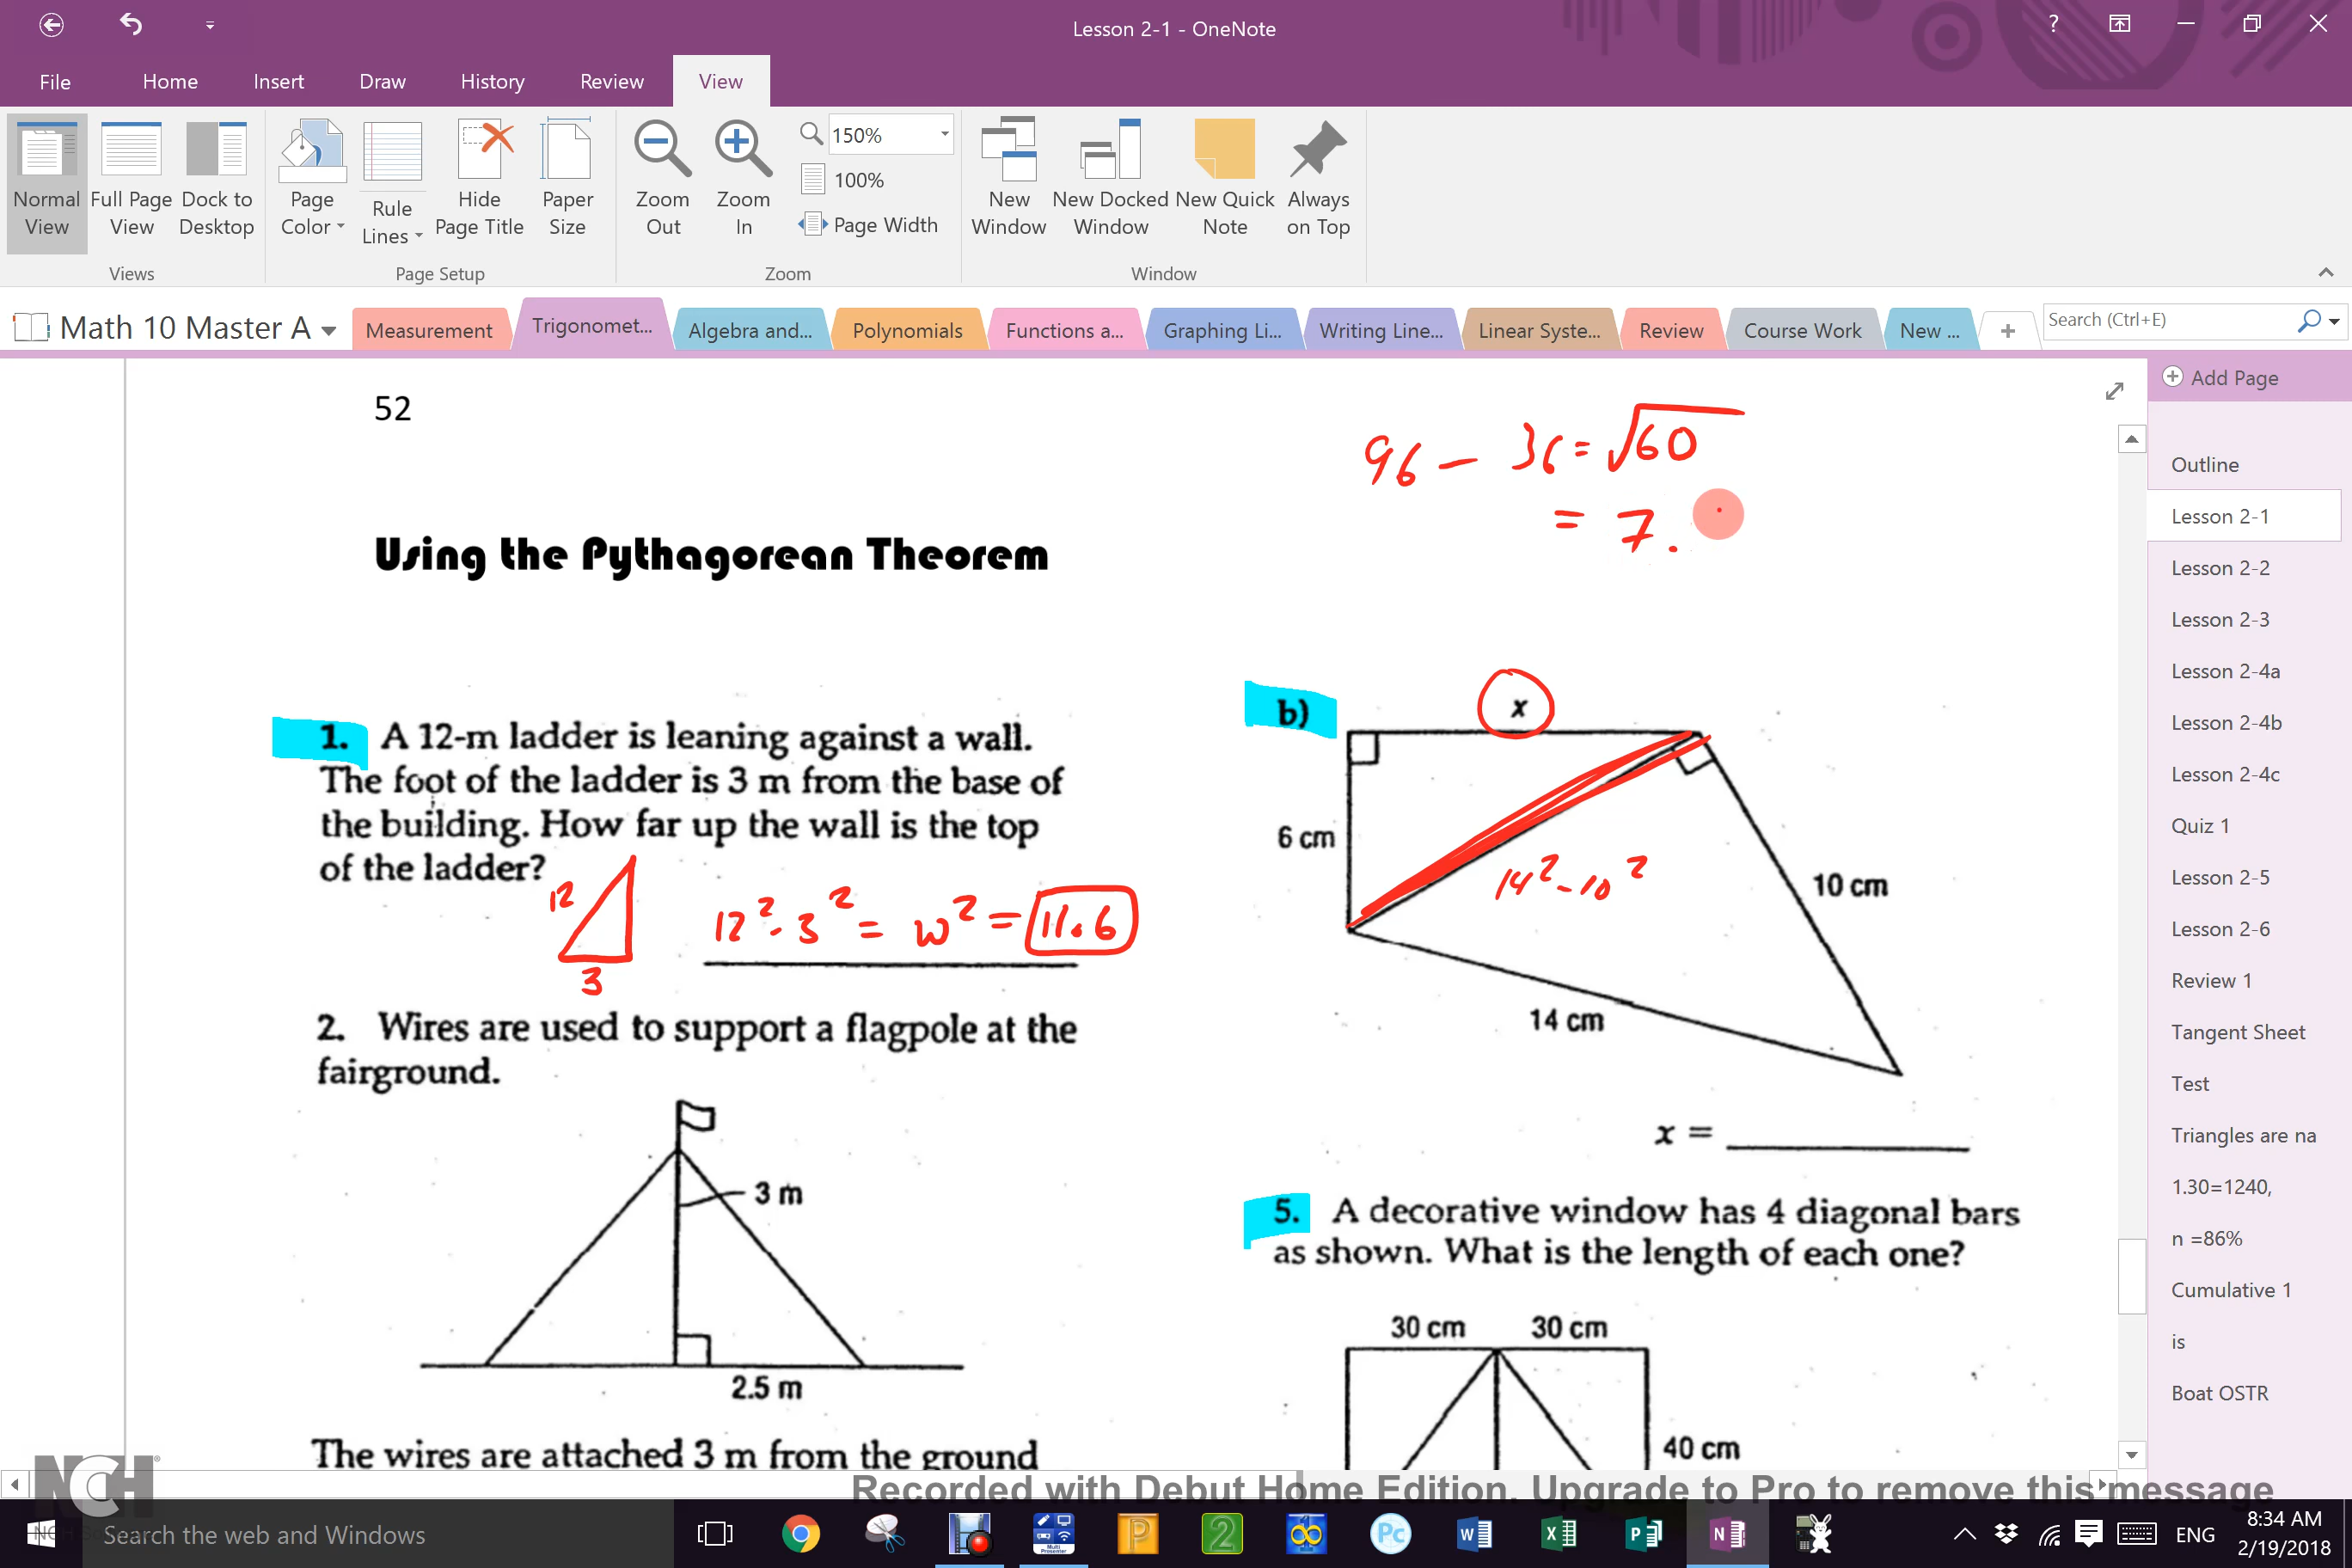 Lesson 2-1 - OneNote
?
File Home Insert Draw History Review View
Normal View
Full Page View
Dock to Desktop
Views
Page Color
Rule Lines
Hide Page Title
Paper Size
Page Setup
Zoom Out
Zoom In
150%
100%
Page Width
Zoom
New Window
New Docked Window
New Quick Note
Always on Top
Window
Math 10 Master A
Measurement Trigonomet... Algebra and... Polynomials Functions a... Graphing Li... Writing Line... Linear Syste... Review Course Work New ... +
Search (Ctrl+E)
52
96 - 36 = √60
= 7.
Using the Pythagorean Theorem
1. A 12-m ladder is leaning against a wall.
The foot of the ladder is 3 m from the base of
the building. How far up the wall is the top
of the ladder?
12
3
12² - 3² = w² = 11.6
2. Wires are used to support a flagpole at the
fairground.
3 m
2.5 m
The wires are attached 3 m from the ground
b)
x
6 cm
14² - 10²
10 cm
14 cm
x =
5. A decorative window has 4 diagonal bars
as shown. What is the length of each one?
30 cm 30 cm
40 cm
Add Page
Outline
Lesson 2-1
Lesson 2-2
Lesson 2-3
Lesson 2-4a
Lesson 2-4b
Lesson 2-4c
Quiz 1
Lesson 2-5
Lesson 2-6
Review 1
Tangent Sheet
Test
Triangles are na
1.30=1240,
n =86%
Cumulative 1
is
Boat OSTR
NCH
Recorded with Debut Home Edition. Upgrade to Pro to remove this message
Search the web and Windows
ENG
8:34 AM
2/19/2018